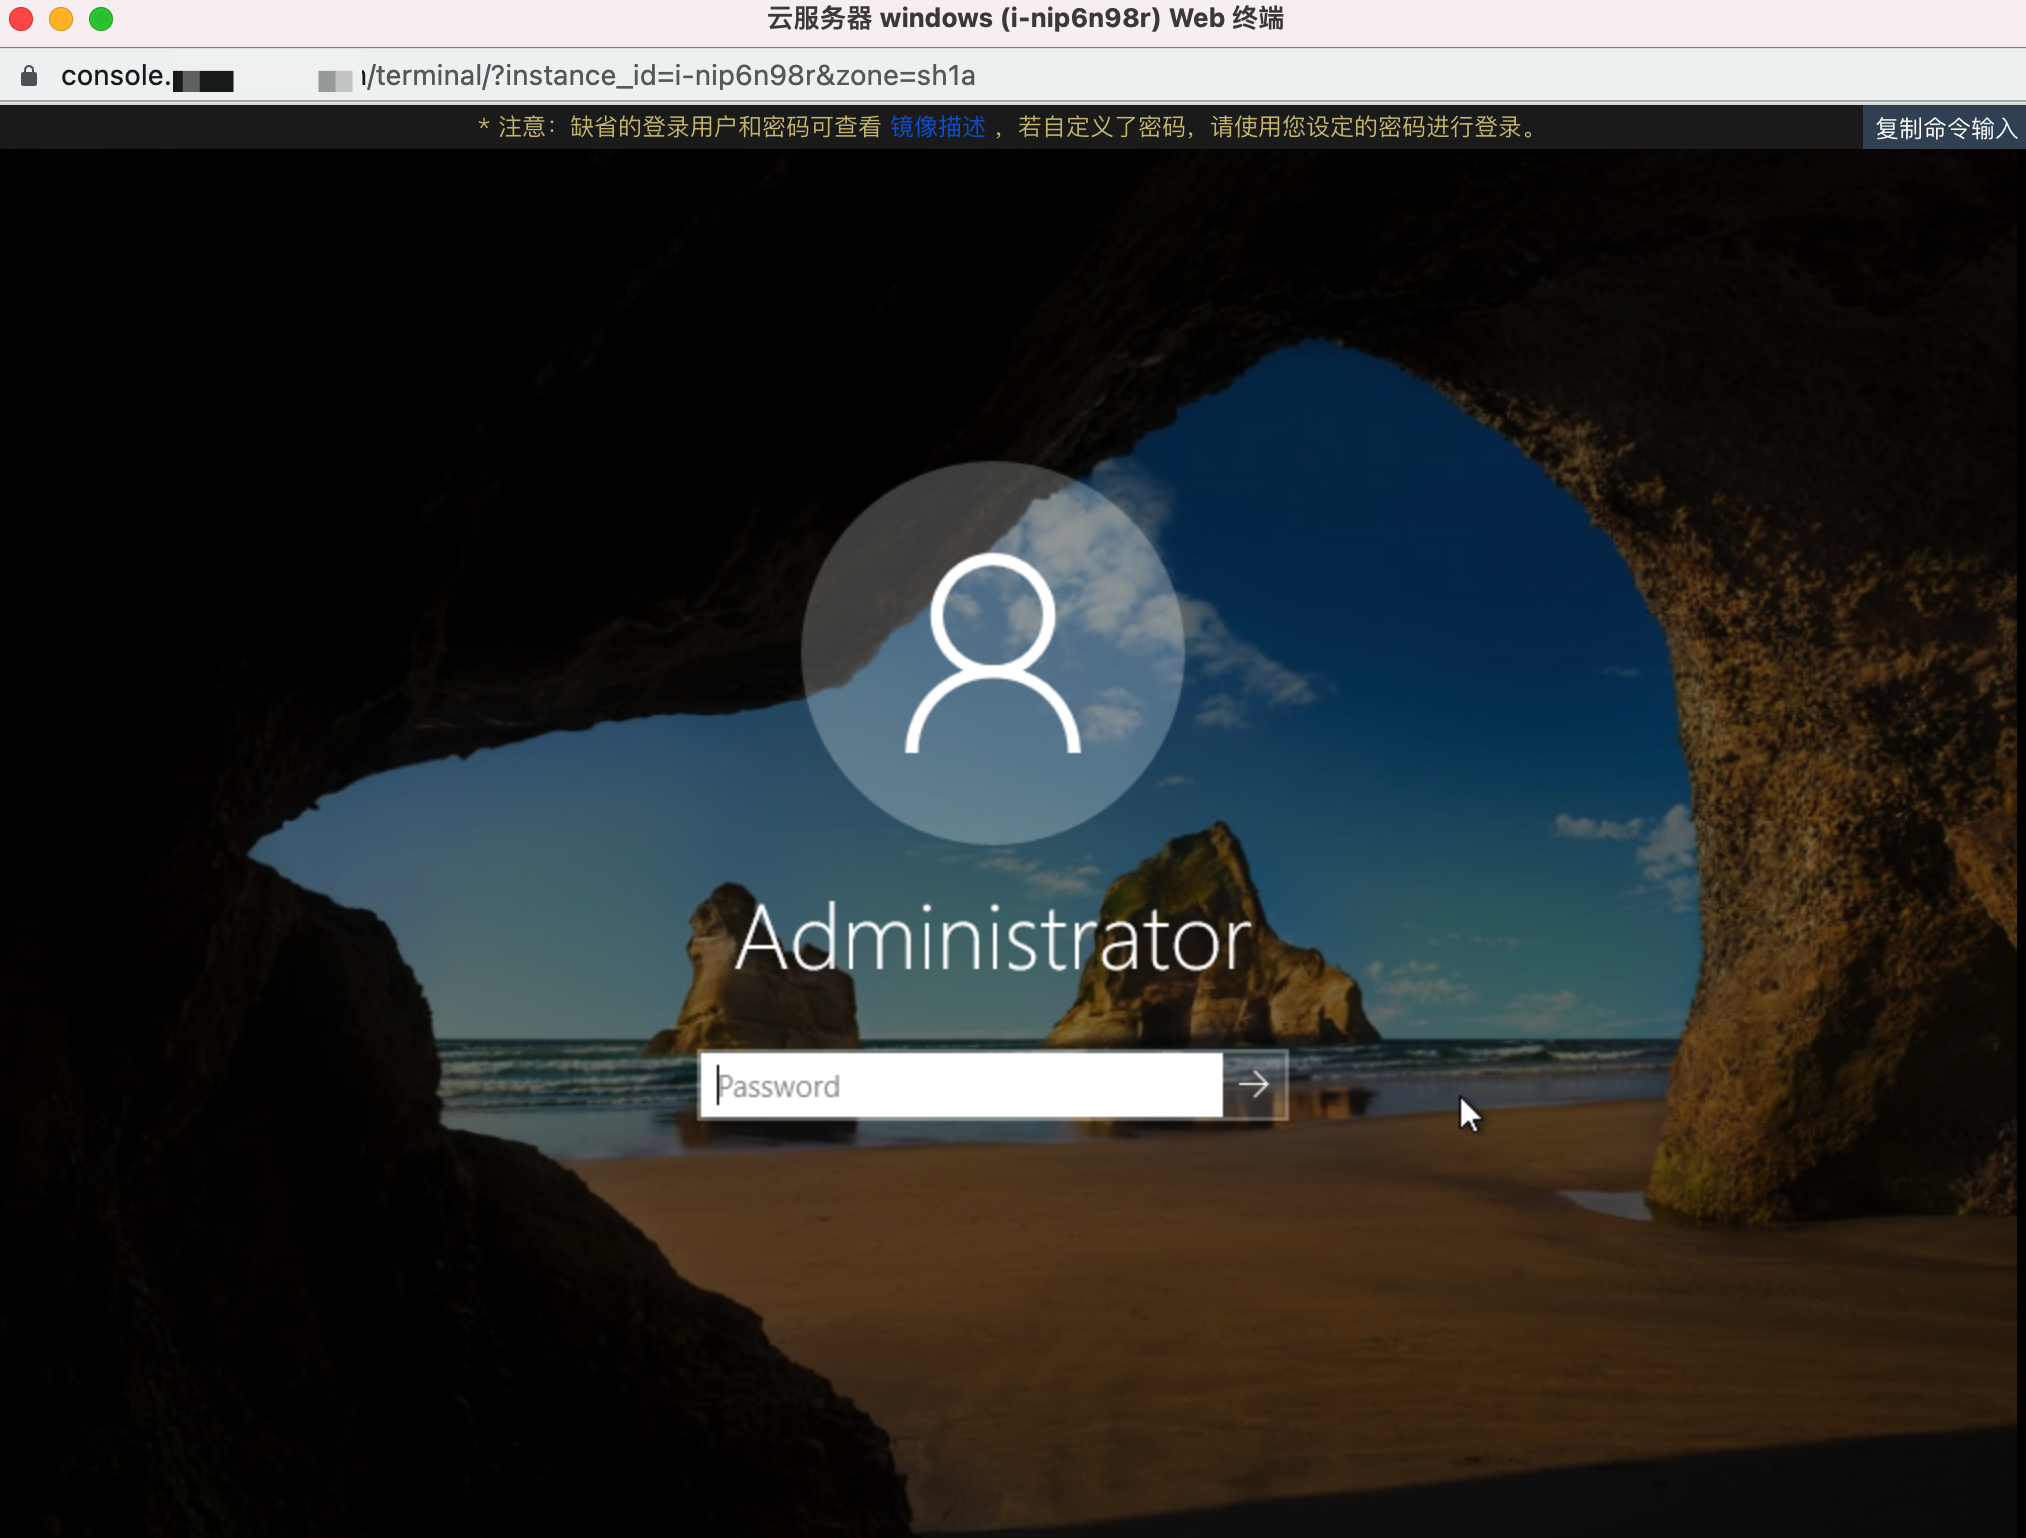 云服务器 windows (i-nip6n98r) Web 终端
console. /terminal/?instance_id=i-nip6n98r&zone=sh1a
* 注意：缺省的登录用户和密码可查看 镜像描述 ，若自定义了密码，请使用您设定的密码进行登录。
复制命令输入
Administrator
Password